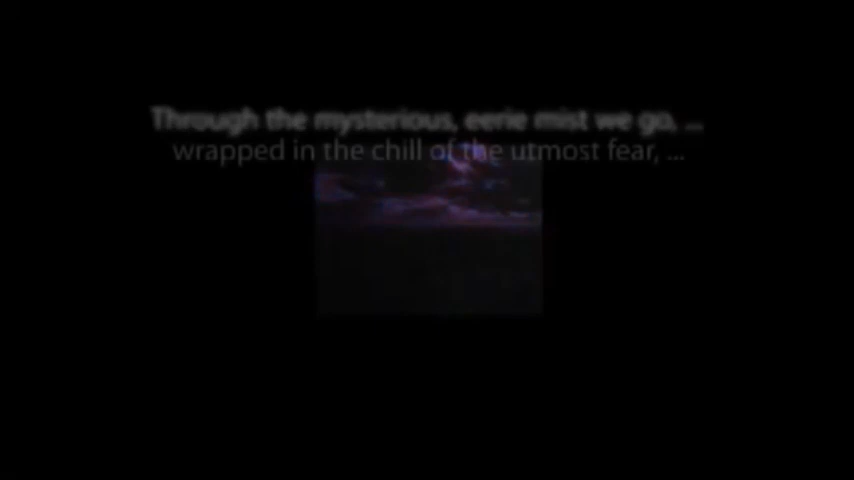 Through the mysterious, eerie mist we go, ...
wrapped in the chill of the utmost fear, ...